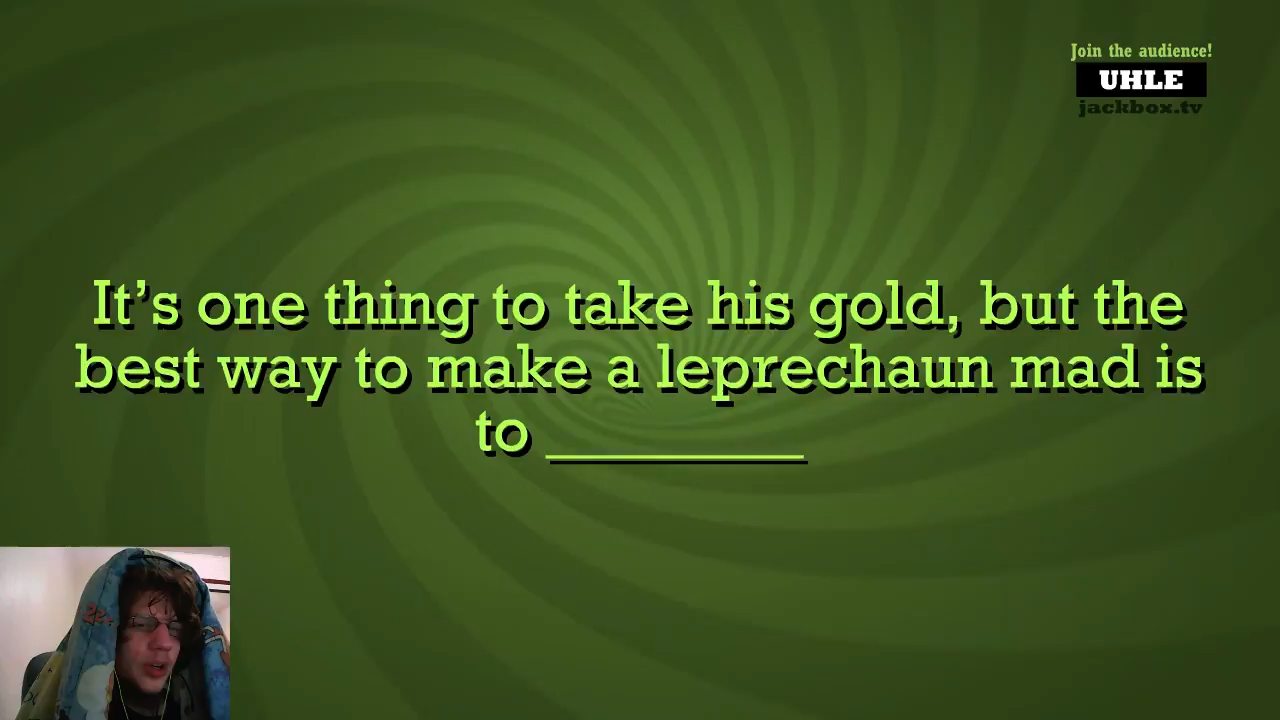 Join the audience!
UHLE
jackbox.tv
It's one thing to take his gold, but the
best way to make a leprechaun mad is
to __________